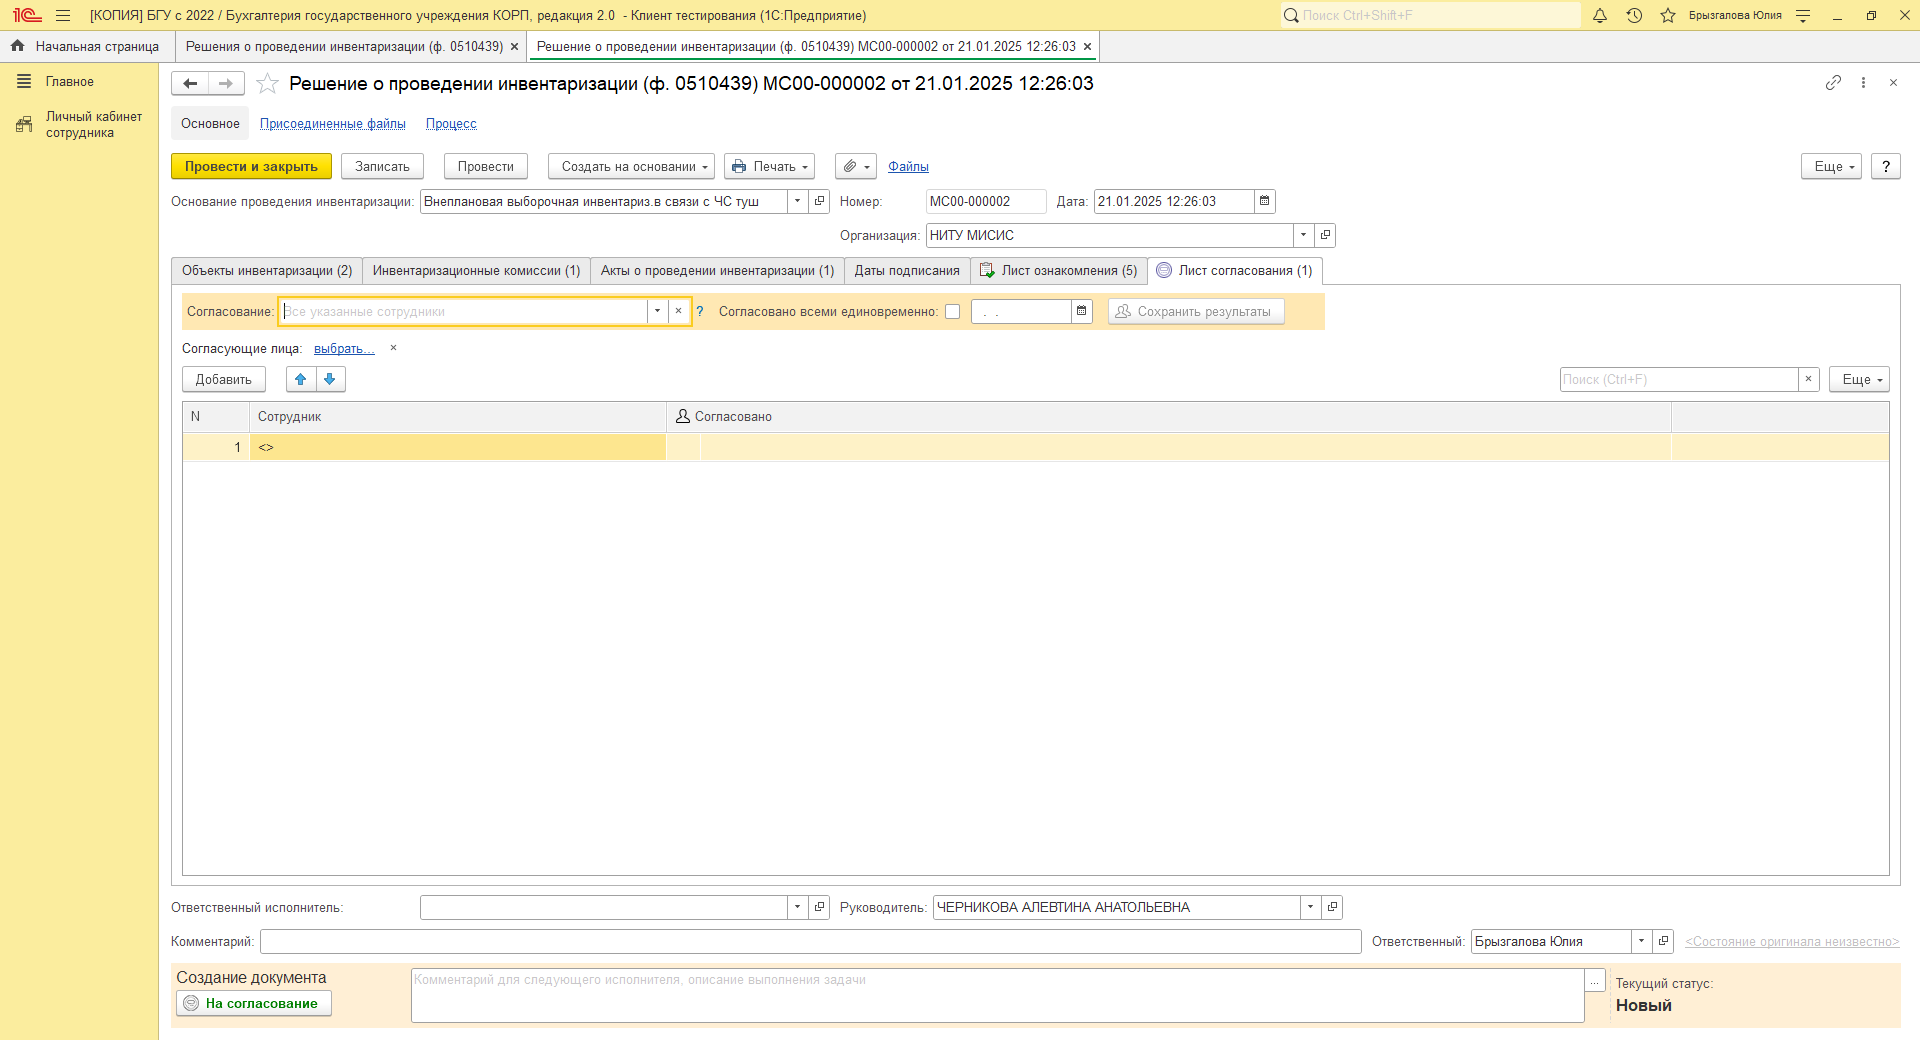 [КОПИЯ] БГУ с 2022 / Бухгалтерия государственного учреждения КОРП, редакция 2.0 - Клиент тестирования (1С:Предприятие)
Поиск Ctrl+Shift+F
Брызгалова Юлия
Начальная страница
Решения о проведении инвентаризации (ф. 0510439) ×
Решение о проведении инвентаризации (ф. 0510439) МС00-000002 от 21.01.2025 12:26:03 ×
Главное
Личный кабинет
сотрудника
Решение о проведении инвентаризации (ф. 0510439) МС00-000002 от 21.01.2025 12:26:03
Основное
Присоединенные файлы
Процесс
Провести и закрыть
Записать
Провести
Создать на основании
Печать
Файлы
Еще
?
Основание проведения инвентаризации:
Внеплановая выборочная инвентариз.в связи с ЧС туш
Номер:
МС00-000002
Дата:
21.01.2025 12:26:03
Организация:
НИТУ МИСИС
Объекты инвентаризации (2)
Инвентаризационные комиссии (1)
Акты о проведении инвентаризации (1)
Даты подписания
Лист ознакомления (5)
Лист согласования (1)
Согласование:
Все указанные сотрудники
?
Согласовано всеми единовременно:
. .
Сохранить результаты
Согласующие лица:
выбрать...
×
Добавить
Поиск (Ctrl+F)
×
Еще
N
Сотрудник
Согласовано
1
<>
Ответственный исполнитель:
Руководитель:
ЧЕРНИКОВА АЛЕВТИНА АНАТОЛЬЕВНА
Комментарий:
Ответственный:
Брызгалова Юлия
<Состояние оригинала неизвестно>
Создание документа
На согласование
Комментарий для следующего исполнителя, описание выполнения задачи
...
Текущий статус:
Новый